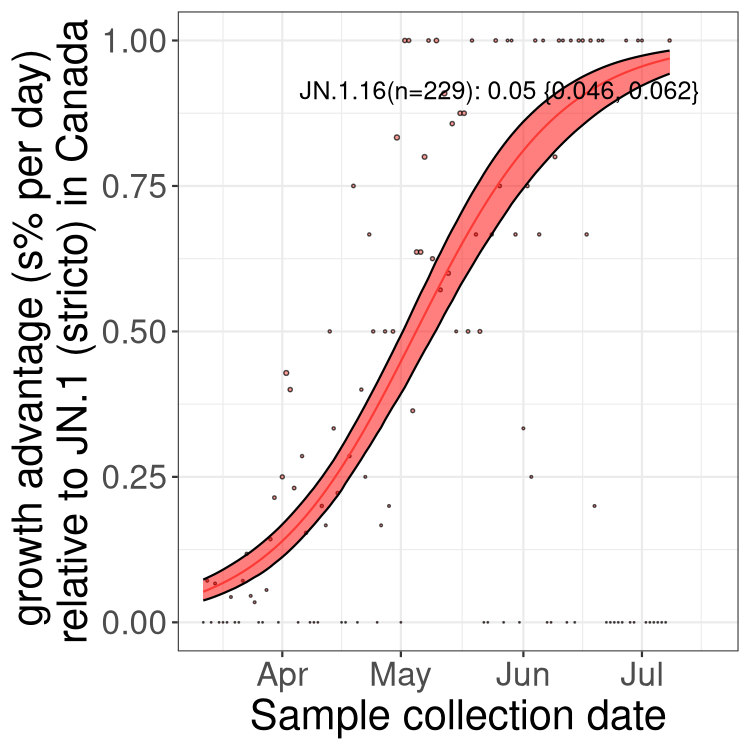 growth advantage (s% per day)
relative to JN.1 (stricto) in Canada
1.00
0.75
0.50
0.25
0.00
JN.1.16(n=229): 0.05 {0.046, 0.062}
Apr May Jun Jul
Sample collection date